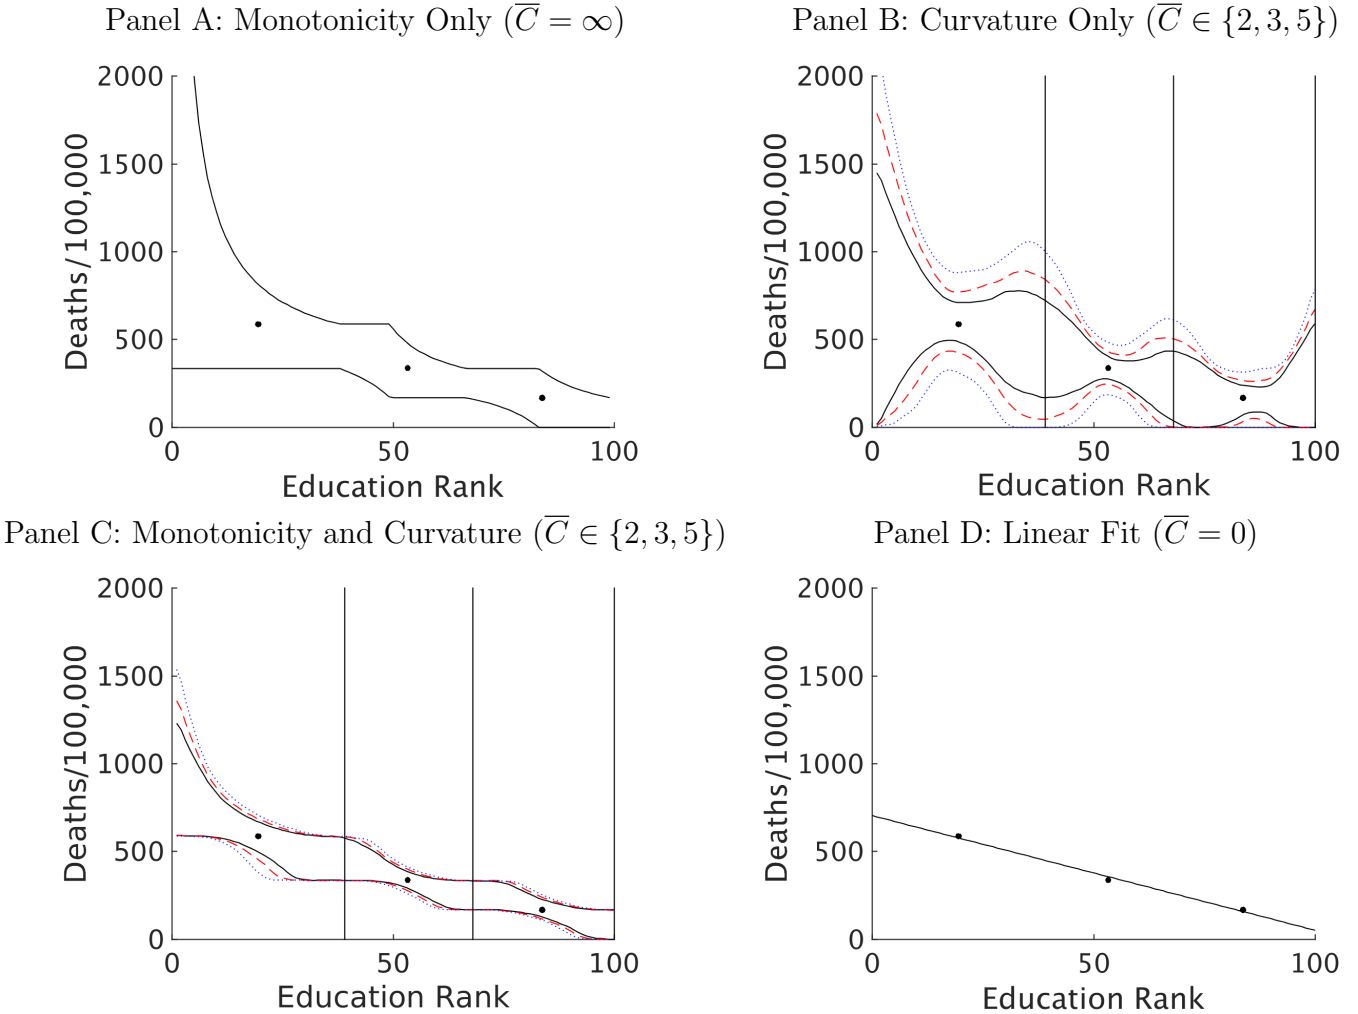 Panel A: Monotonicity Only (C̅ = ∞)
2000
1500
1000
500
0
0 50 100
Deaths/100,000
Education Rank
Panel B: Curvature Only (C̅ ∈ {2, 3, 5})
2000
1500
1000
500
0
0 50 100
Deaths/100,000
Education Rank
Panel C: Monotonicity and Curvature (C̅ ∈ {2, 3, 5})
2000
1500
1000
500
0
0 50 100
Deaths/100,000
Education Rank
Panel D: Linear Fit (C̅ = 0)
2000
1500
1000
500
0
0 50 100
Deaths/100,000
Education Rank